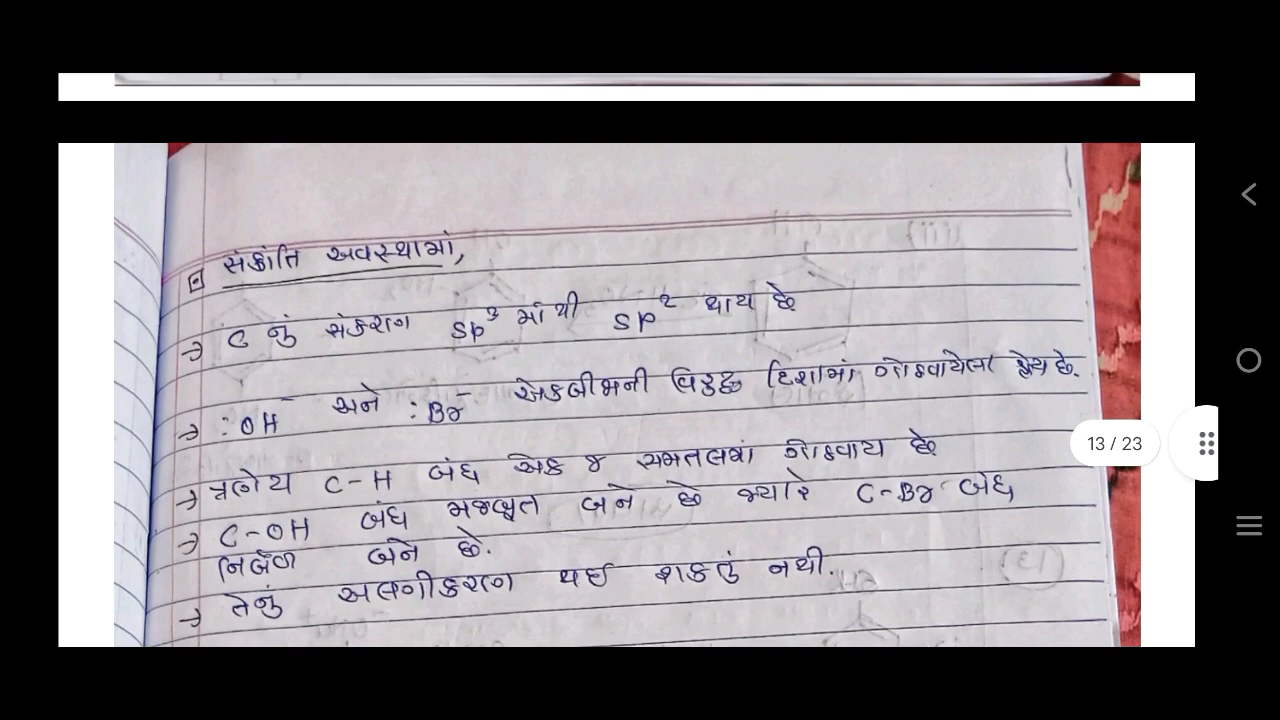 સંક્રાંતિ અવસ્થામાં,
→ C નું સંકરણ sp³ માંથી sp² થાય છે
→ :OH⁻ અને :Br⁻ એકબીજાની વિરુદ્ધ દિશામાં ગોઠવાયેલા હોય છે.
→ ત્રણેય C-H બંધ એક જ સમતલમાં ગોઠવાય છે
→ C-OH બંધ મજબૂત બને છે જ્યારે C-Br બંધ
નિર્બળ બને છે.
→ તેનું અલગીકરણ થઈ શકતું નથી.
13 / 23